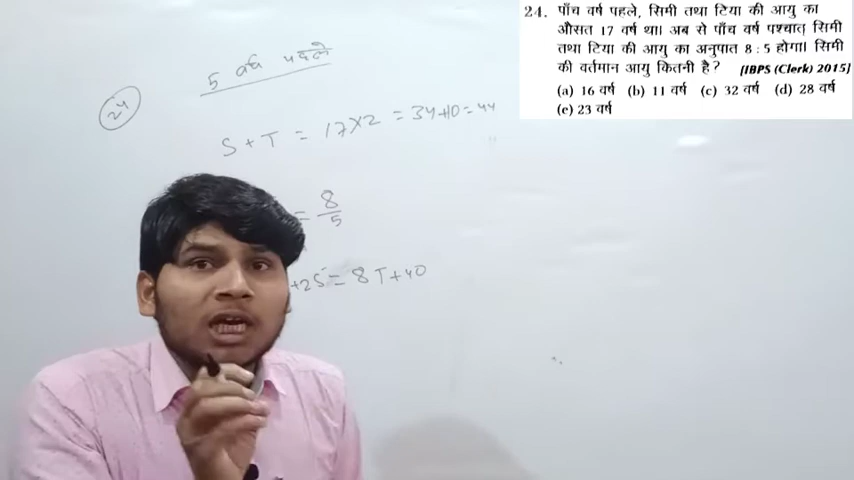 24. पाँच वर्ष पहले, सिमी तथा टिया की आयु का
औसत 17 वर्ष था। अब से पाँच वर्ष पश्चात् सिमी
तथा टिया की आयु का अनुपात 8 : 5 होगा। सिमी
की वर्तमान आयु कितनी है? [IBPS (Clerk) 2015]
(a) 16 वर्ष (b) 11 वर्ष (c) 32 वर्ष (d) 28 वर्ष
(e) 23 वर्ष
5 वर्ष पहले
24
S + T = 17×2 = 34+10 = 44
= 8/5
+25 = 8T+40